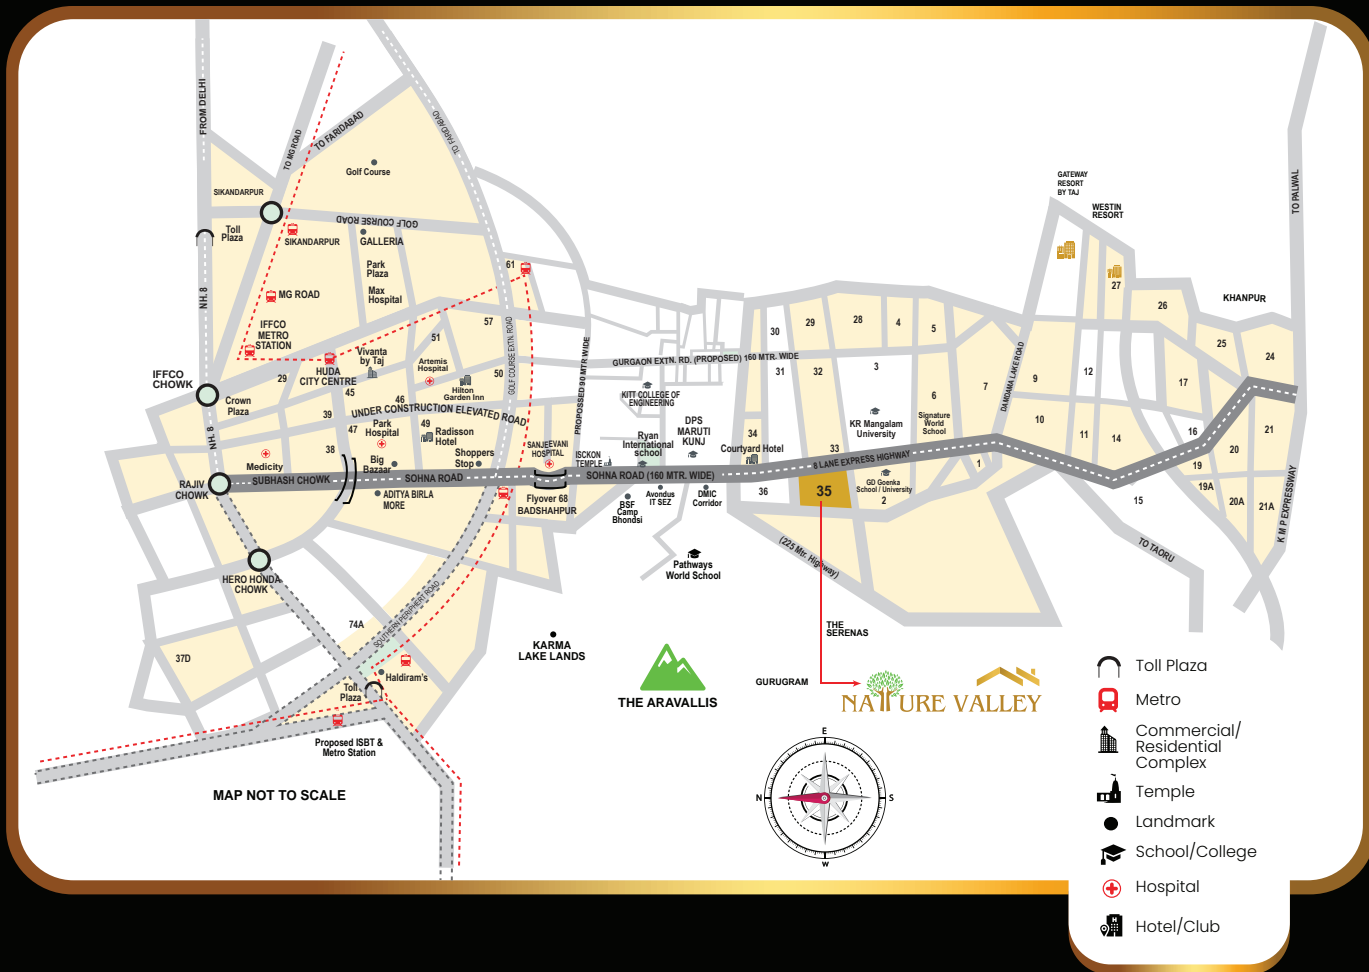 FROM DELHI
TO MG ROAD
TO FARIDABAD
TO FARIDABAD
Golf Course
SIKANDARPUR
GOLF COURSE ROAD
Toll
Plaza
SIKANDARPUR
GALLERIA
Park
Plaza
Max
Hospital
NH.8
MG ROAD
IFFCO
METRO
STATION
61
57
51
50
GOLF COURSE EXTN. ROAD
PROPOSSED 90 MTR WIDE
IFFCO
CHOWK
Crown
Plaza
29
HUDA
CITY CENTRE
Vivanta
by Taj
Artemis
Hospital
Hilton
Garden Inn
45
46
39
UNDER CONSTRUCTION ELEVATED ROAD
NH. 8
47
Park
Hospital
49
Radisson
Hotel
38
Medicity
Big
Bazaar
Shoppers
Stop
SANJEEVANI
HOSPITAL
RAJIV
CHOWK
SUBHASH CHOWK
SOHNA ROAD
ADITYA BIRLA
MORE
Flyover 68
BADSHAHPUR
SOHNA ROAD (160 MTR. WIDE)
ISCKON
TEMPLE
GURGAON EXTN. RD. (PROPOSED) 160 MTR. WIDE
KITT COLLEGE OF
ENGINEERING
Ryan
International
school
DPS
MARUTI
KUNJ
BSF
Camp
Bhondsi
Avondus
IT SEZ
DMIC
Corridor
Pathways
World School
Courtyard Hotel
30
31
34
36
29
32
28
4
5
3
6
7
33
KR Mangalam
University
Signature
World
School
8 LANE EXPRESS HIGHWAY
35
GD Goenka
School / University
2
1
(225 Mtr. Highway)
DAMDAMA LAKE ROAD
GATEWAY
RESORT
BY TAJ
WESTIN
RESORT
27
26
KHANPUR
25
24
9
12
17
10
11
14
16
21
20
19
19A
20A
21A
15
TO PALWAL
K M P EXPRESSWAY
TO TAORU
HERO HONDA
CHOWK
74A
SOUTHERN PERIPHERT ROAD
37D
Haldiram's
Toll
Plaza
Proposed ISBT &
Metro Station
MAP NOT TO SCALE
KARMA
LAKE LANDS
THE ARAVALLIS
THE
SERENAS
GURUGRAM
NATURE VALLEY
E
N
S
W
Toll Plaza
Metro
Commercial/
Residential
Complex
Temple
Landmark
School/College
Hospital
Hotel/Club